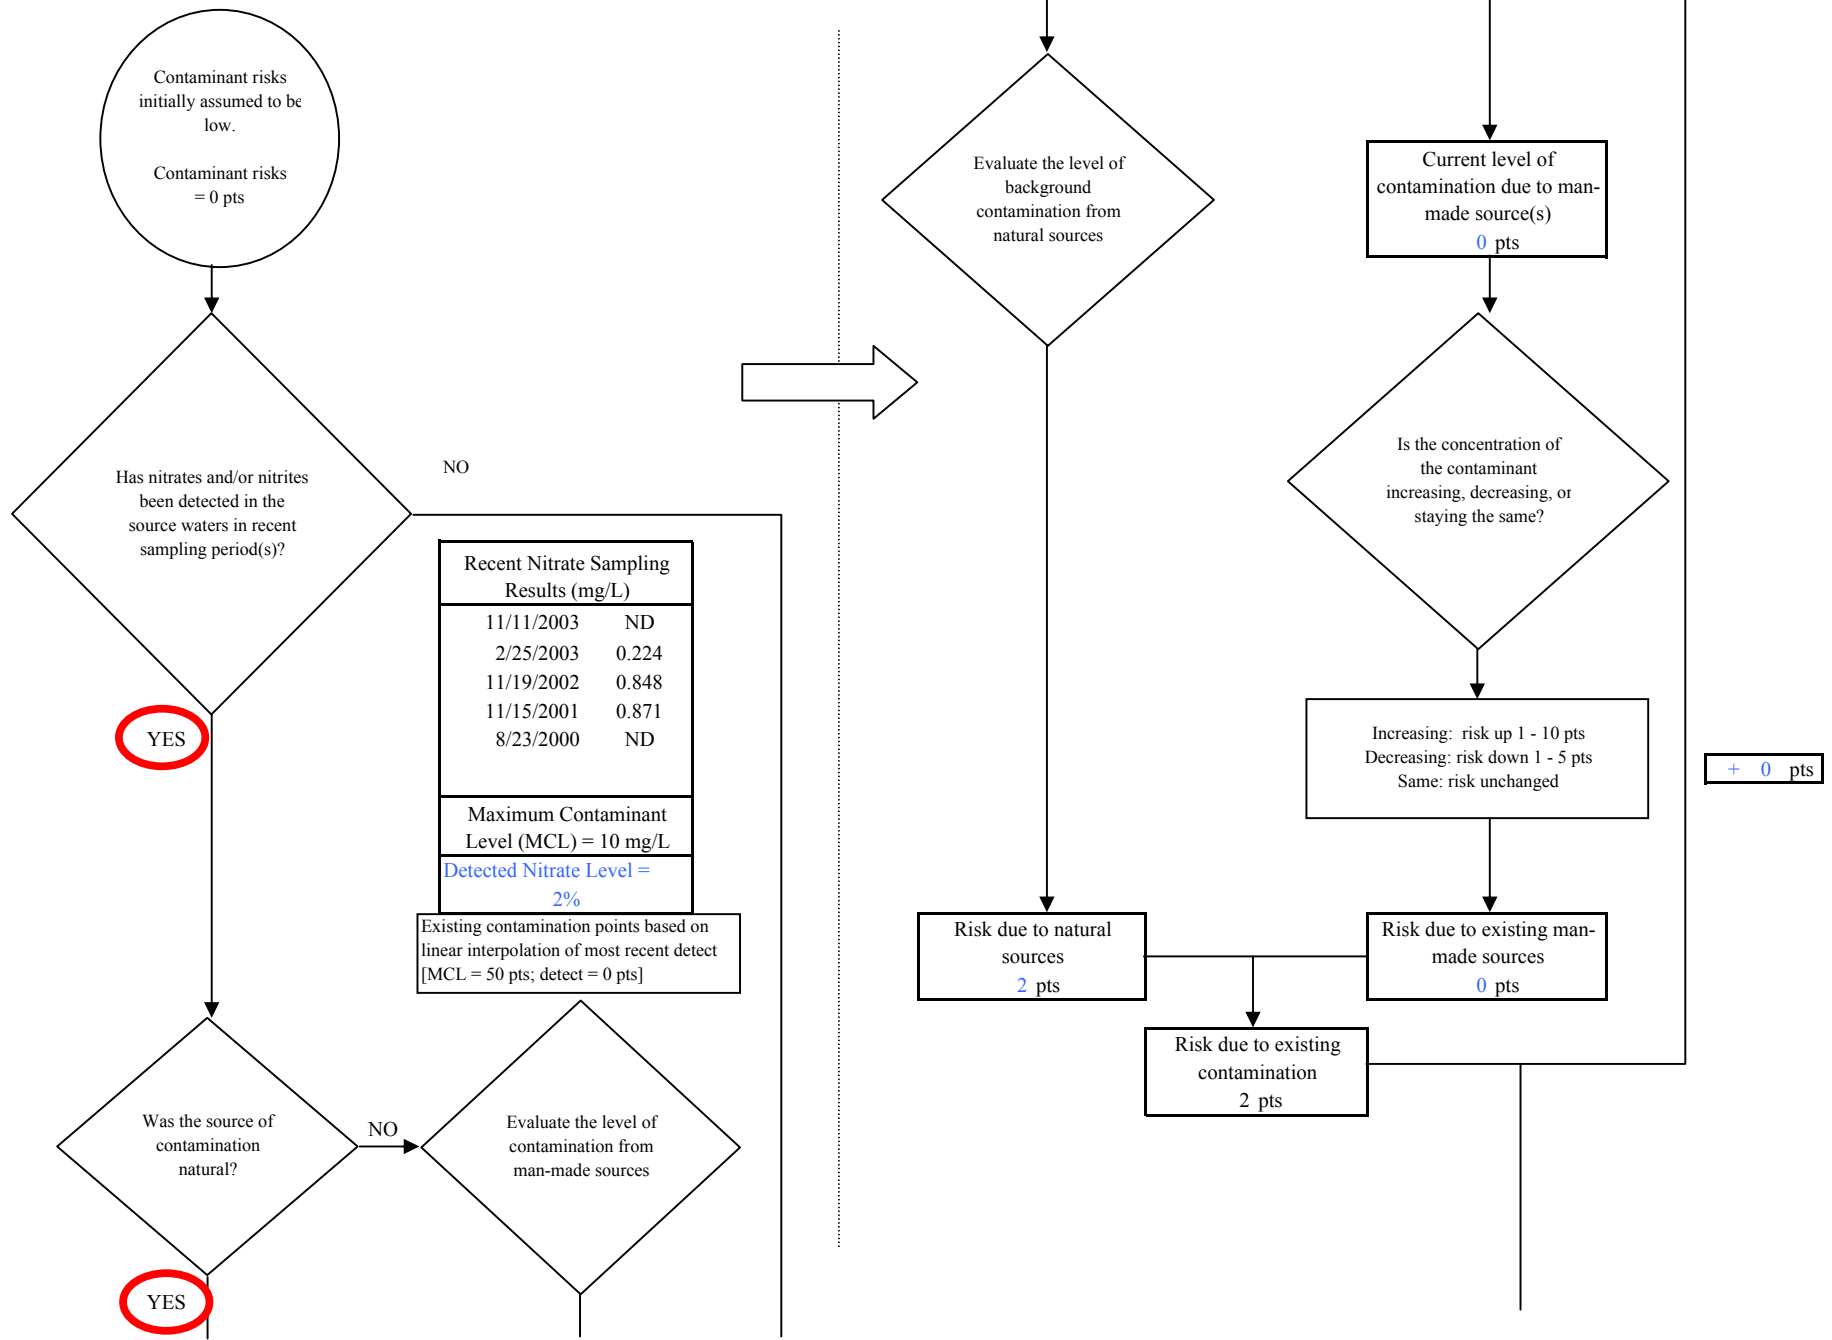 Contaminant risks
initially assumed to be
low.
Contaminant risks
= 0 pts
Has nitrates and/or nitrites
been detected in the
source waters in recent
sampling period(s)?
NO
YES
Recent Nitrate Sampling
Results (mg/L)
11/11/2003 ND
2/25/2003 0.224
11/19/2002 0.848
11/15/2001 0.871
8/23/2000 ND
Maximum Contaminant
Level (MCL) = 10 mg/L
Detected Nitrate Level =
2%
Existing contamination points based on
linear interpolation of most recent detect
[MCL = 50 pts; detect = 0 pts]
Was the source of
contamination
natural?
NO
YES
Evaluate the level of
contamination from
man-made sources
Evaluate the level of
background
contamination from
natural sources
Current level of
contamination due to man-
made source(s)
0 pts
Is the concentration of
the contaminant
increasing, decreasing, or
staying the same?
Increasing: risk up 1 - 10 pts
Decreasing: risk down 1 - 5 pts
Same: risk unchanged
+ 0 pts
Risk due to natural
sources
2 pts
Risk due to existing man-
made sources
0 pts
Risk due to existing
contamination
2 pts